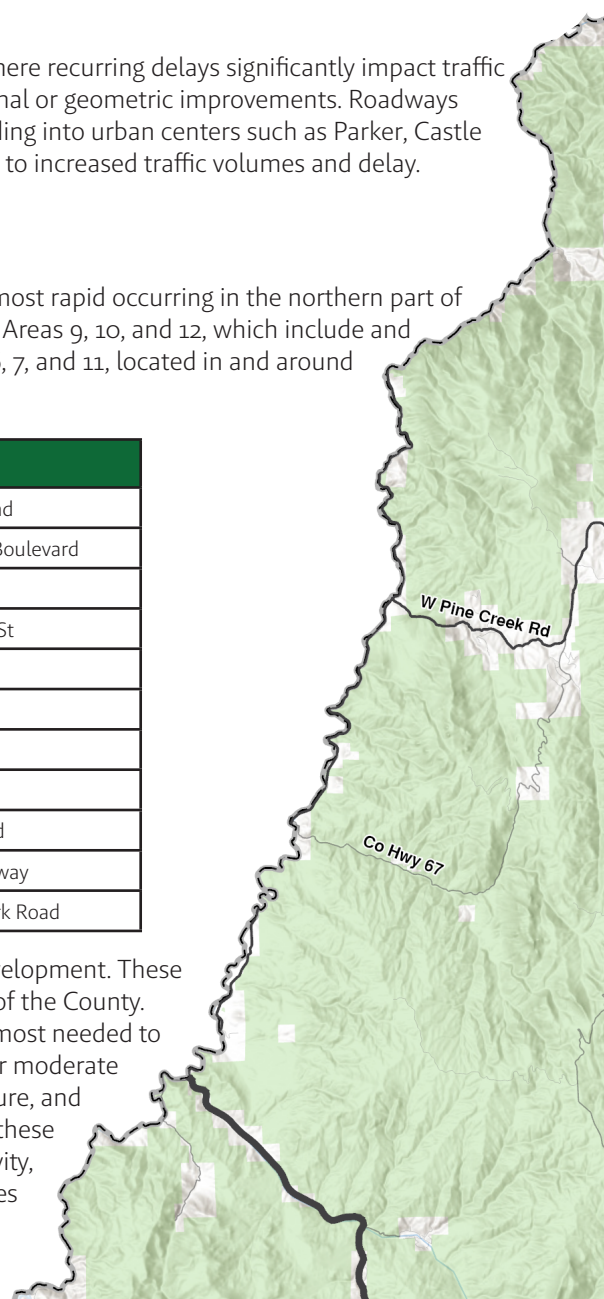 here recurring delays significantly impact traffic
nal or geometric improvements. Roadways
ding into urban centers such as Parker, Castle
to increased traffic volumes and delay.
most rapid occurring in the northern part of
Areas 9, 10, and 12, which include and
, 7, and 11, located in and around
Boulevard
St
d
way
k Road
velopment. These
of the County.
most needed to
r moderate
ure, and
these
vity,
es
W Pine Creek Rd
Co Hwy 67